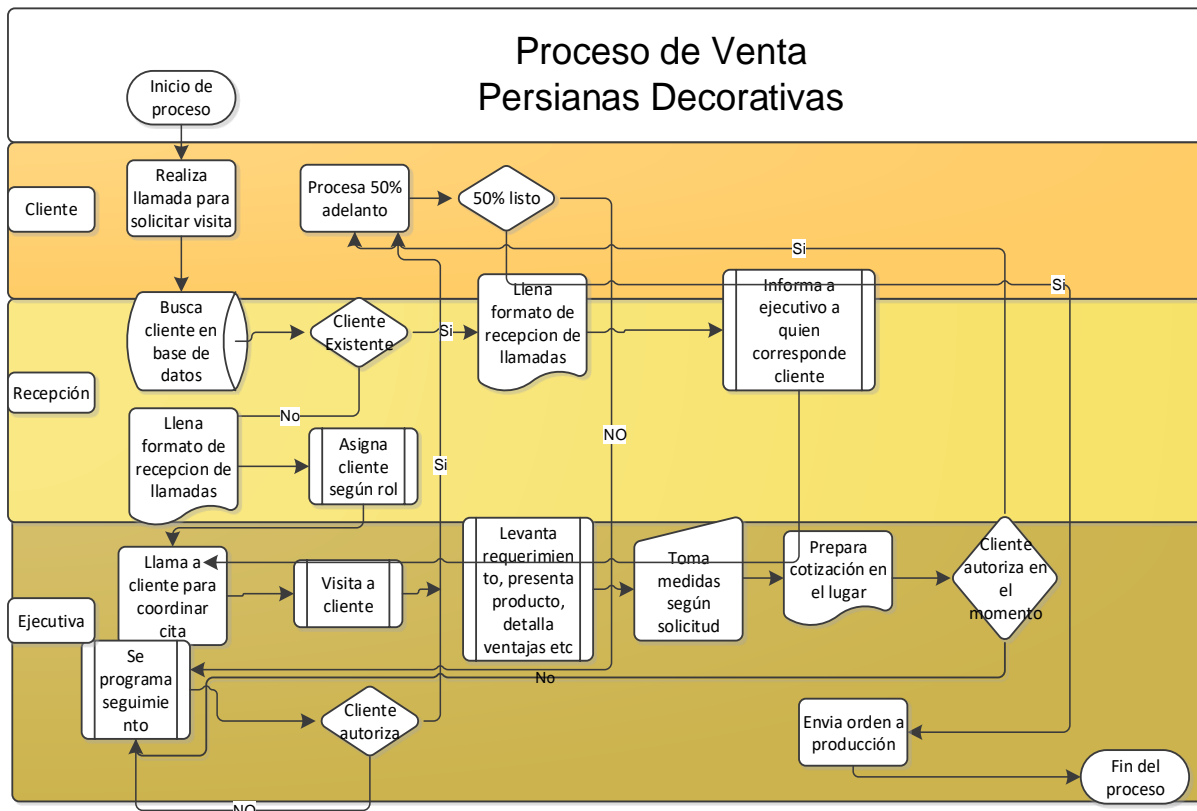 Proceso de Venta
Persianas Decorativas
Inicio de
proceso
Cliente
Realiza
llamada para
solicitar visita
Procesa 50%
adelanto
50% listo
Si
Si
Recepción
Busca
cliente en
base de
datos
Cliente
Existente
Si
Llena
formato de
recepcion de
llamadas
Informa a
ejecutivo a
quien
corresponde
cliente
No
Llena
formato de
recepcion de
llamadas
Asigna
cliente
según rol
Si
NO
Ejecutiva
Llama a
cliente para
coordinar
cita
Visita a
cliente
Levanta
requerimien
to, presenta
producto,
detalla
ventajas etc
Toma
medidas
según
solicitud
Prepara
cotización en
el lugar
Cliente
autoriza en
el
momento
No
Se
programa
seguimie
nto
Cliente
autoriza
NO
Envia orden a
producción
Fin del
proceso